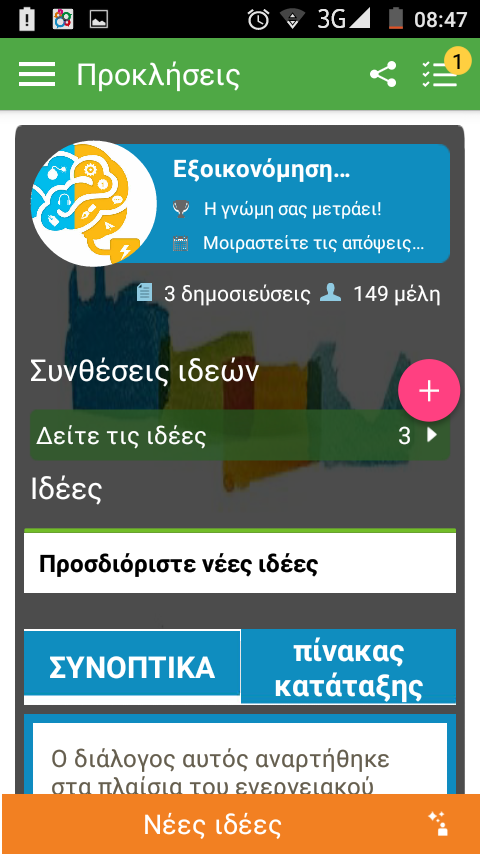 3G 08:47
Προκλήσεις
1
Εξοικονόμηση...
Η γνώμη σας μετράει!
Μοιραστείτε τις απόψεις...
3 δημοσιεύσεις 149 μέλη
Συνθέσεις ιδεών
+
Δείτε τις ιδέες 3
Ιδέες
Προσδιόριστε νέες ιδέες
ΣΥΝΟΠΤΙΚΑ
πίνακας
κατάταξης
Ο διάλογος αυτός αναρτήθηκε
στα πλαίσια του ενεργειακού
Νέες ιδέες